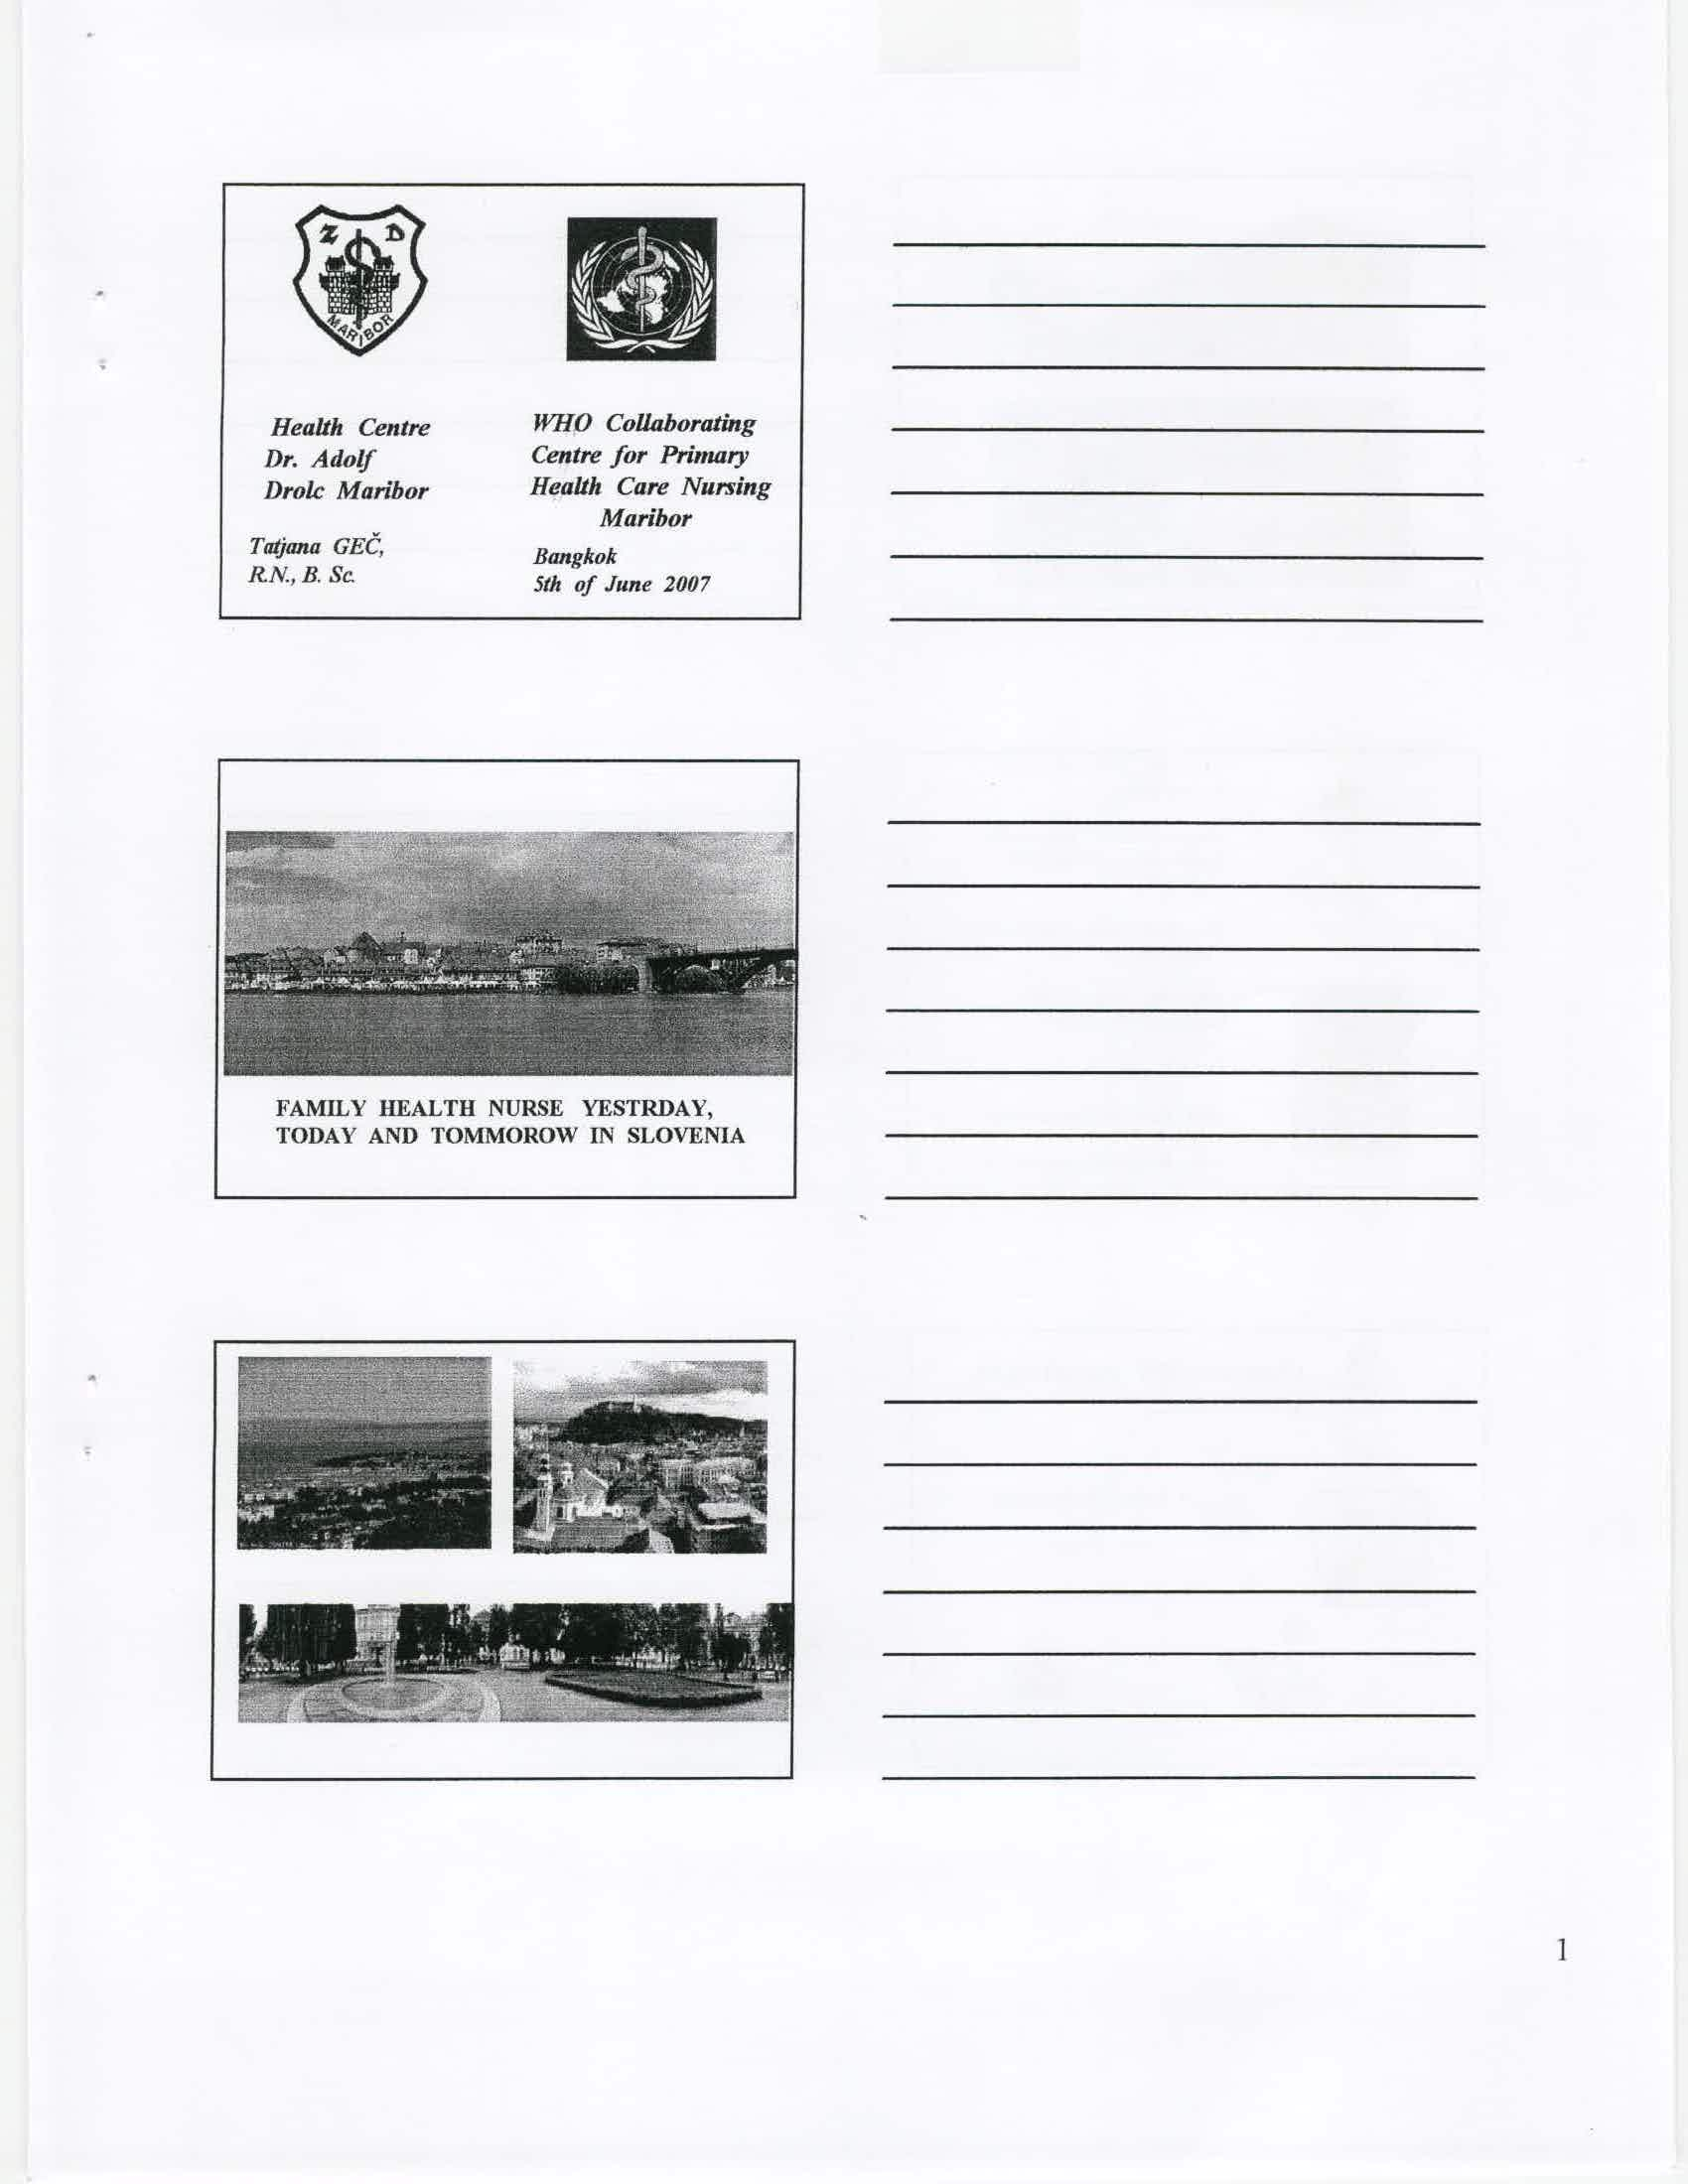 Z D
MARIBOR
Health Centre
Dr. Adolf
Drolc Maribor
Tatjana GEČ,
R.N., B. Sc.
WHO Collaborating
Centre for Primary
Health Care Nursing
Maribor
Bangkok
5th of June 2007
FAMILY HEALTH NURSE YESTRDAY,
TODAY AND TOMMOROW IN SLOVENIA
1